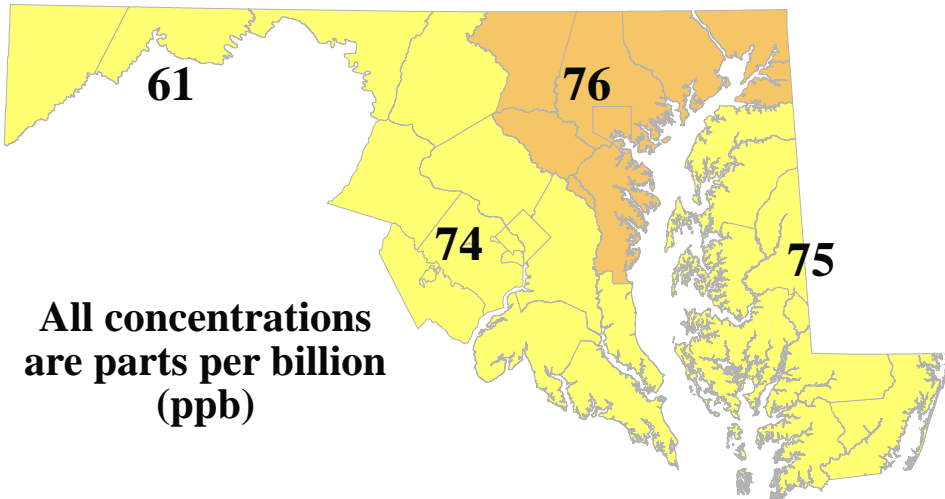 61
76
74
75
All concentrations
are parts per billion
(ppb)